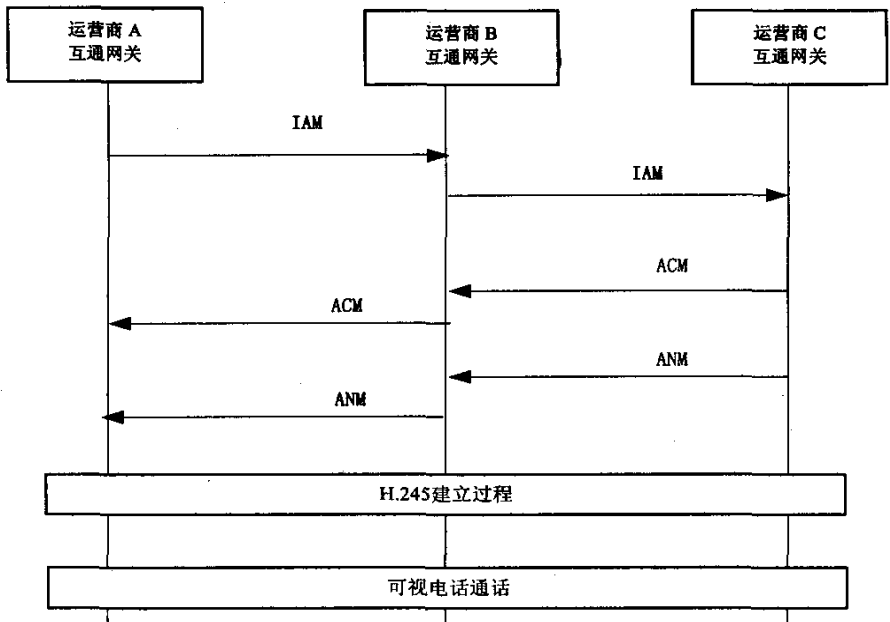 运营商 A
互通网关
运营商 B
互通网关
运营商 C
互通网关
IAM
IAM
ACM
ACM
ANM
ANM
H.245建立过程
可视电话通话